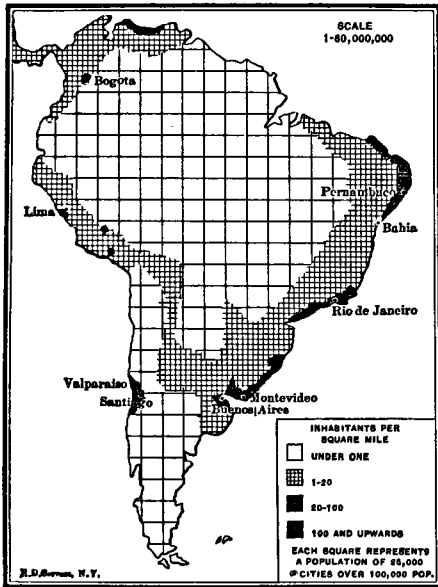 SCALE
1-60,000,000
Bogota
Pernambuco
Lima
Bahia
Rio de Janeiro
Valparaiso
Santiago
Montevideo
Buenos Aires
INHABITANTS PER
SQUARE MILE
UNDER ONE
1-20
20-100
100 AND UPWARDS
EACH SQUARE REPRESENTS
A POPULATION OF 25,000
CITIES OVER 100,000 POP.
R.D.Servoss, N.Y.